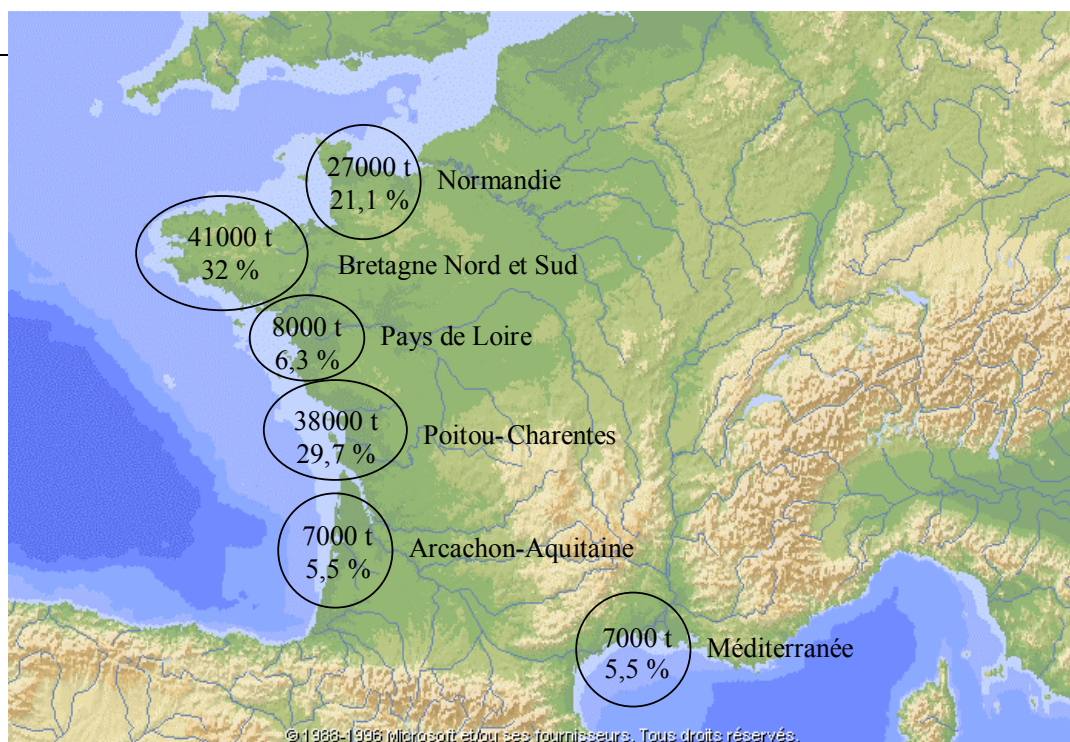 27000 t
21,1 %
Normandie
41000 t
32 %
Bretagne Nord et Sud
8000 t
6,3 %
Pays de Loire
38000 t
29,7 %
Poitou-Charentes
7000 t
5,5 %
Arcachon-Aquitaine
7000 t
5,5 %
Méditerranée
©1988-1996 Microsoft et/ou ses fournisseurs. Tous droits réservés.